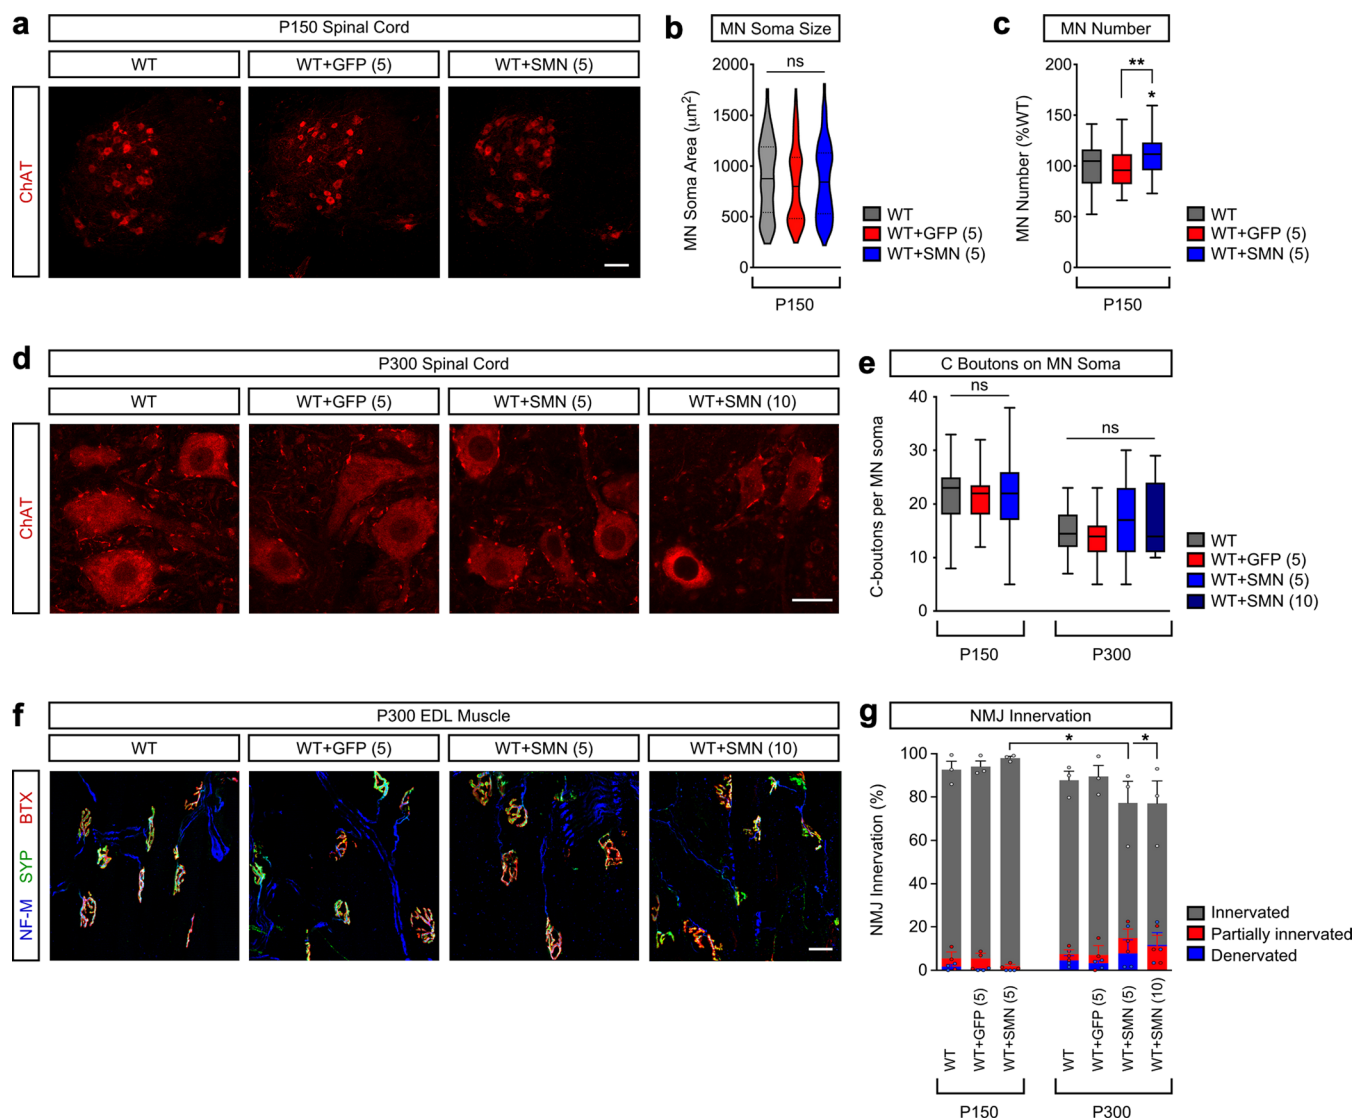 a
P150 Spinal Cord
WT
WT+GFP (5)
WT+SMN (5)
ChAT
b
MN Soma Size
2000
1500
1000
500
0
MN Soma Area (μm²)
ns
P150
WT
WT+GFP (5)
WT+SMN (5)
c
MN Number
200
150
100
50
0
MN Number (%WT)
**
*
P150
WT
WT+GFP (5)
WT+SMN (5)
d
P300 Spinal Cord
WT
WT+GFP (5)
WT+SMN (5)
WT+SMN (10)
ChAT
e
C Boutons on MN Soma
40
30
20
10
0
C-boutons per MN soma
ns
ns
P150
P300
WT
WT+GFP (5)
WT+SMN (5)
WT+SMN (10)
f
P300 EDL Muscle
WT
WT+GFP (5)
WT+SMN (5)
WT+SMN (10)
NF-M SYP BTX
g
NMJ Innervation
100
80
60
40
20
0
NMJ Innervation (%)
*
*
Innervated
Partially innervated
Denervated
WT
WT+GFP (5)
WT+SMN (5)
WT
WT+GFP (5)
WT+SMN (5)
WT+SMN (10)
P150
P300